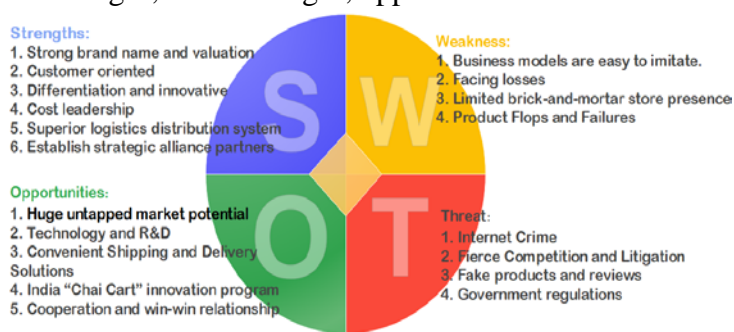 Strengths:
1. Strong brand name and valuation
2. Customer oriented
3. Differentiation and innovative
4. Cost leadership
5. Superior logistics distribution system
6. Establish strategic alliance partners
Weakness:
1. Business models are easy to imitate.
2. Facing losses
3. Limited brick-and-mortar store presence
4. Product Flops and Failures
S W
O T
Opportunities:
1. Huge untapped market potential
2. Technology and R&D
3. Convenient Shipping and Delivery
Solutions
4. India “Chai Cart” innovation program
5. Cooperation and win-win relationship
Threat:
1. Internet Crime
2. Fierce Competition and Litigation
3. Fake products and reviews
4. Government regulations